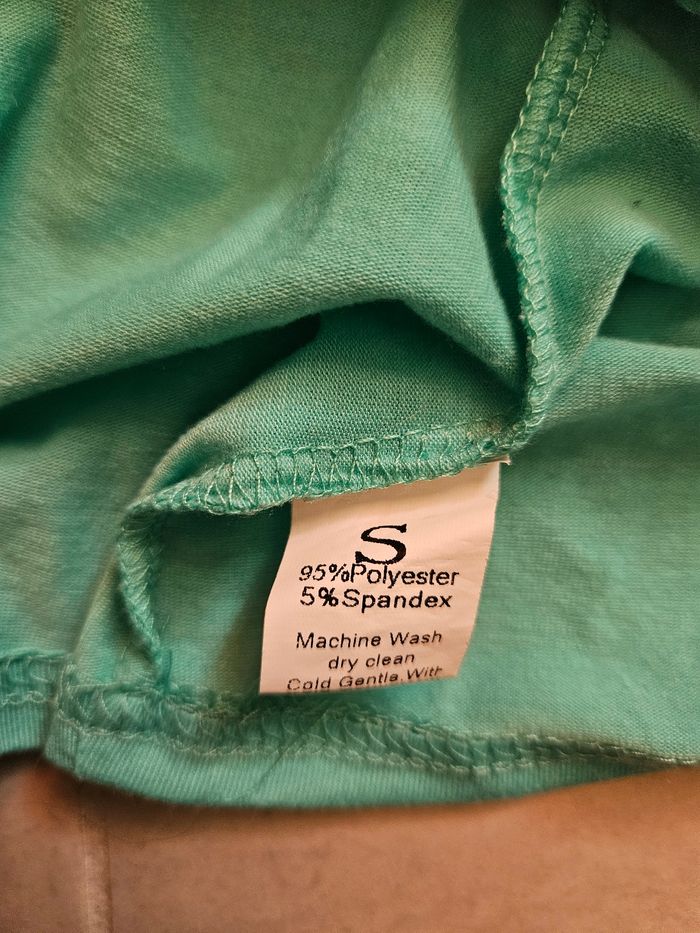 S
95%Polyester
5%Spandex
Machine Wash
dry clean
Cold Gentle,With